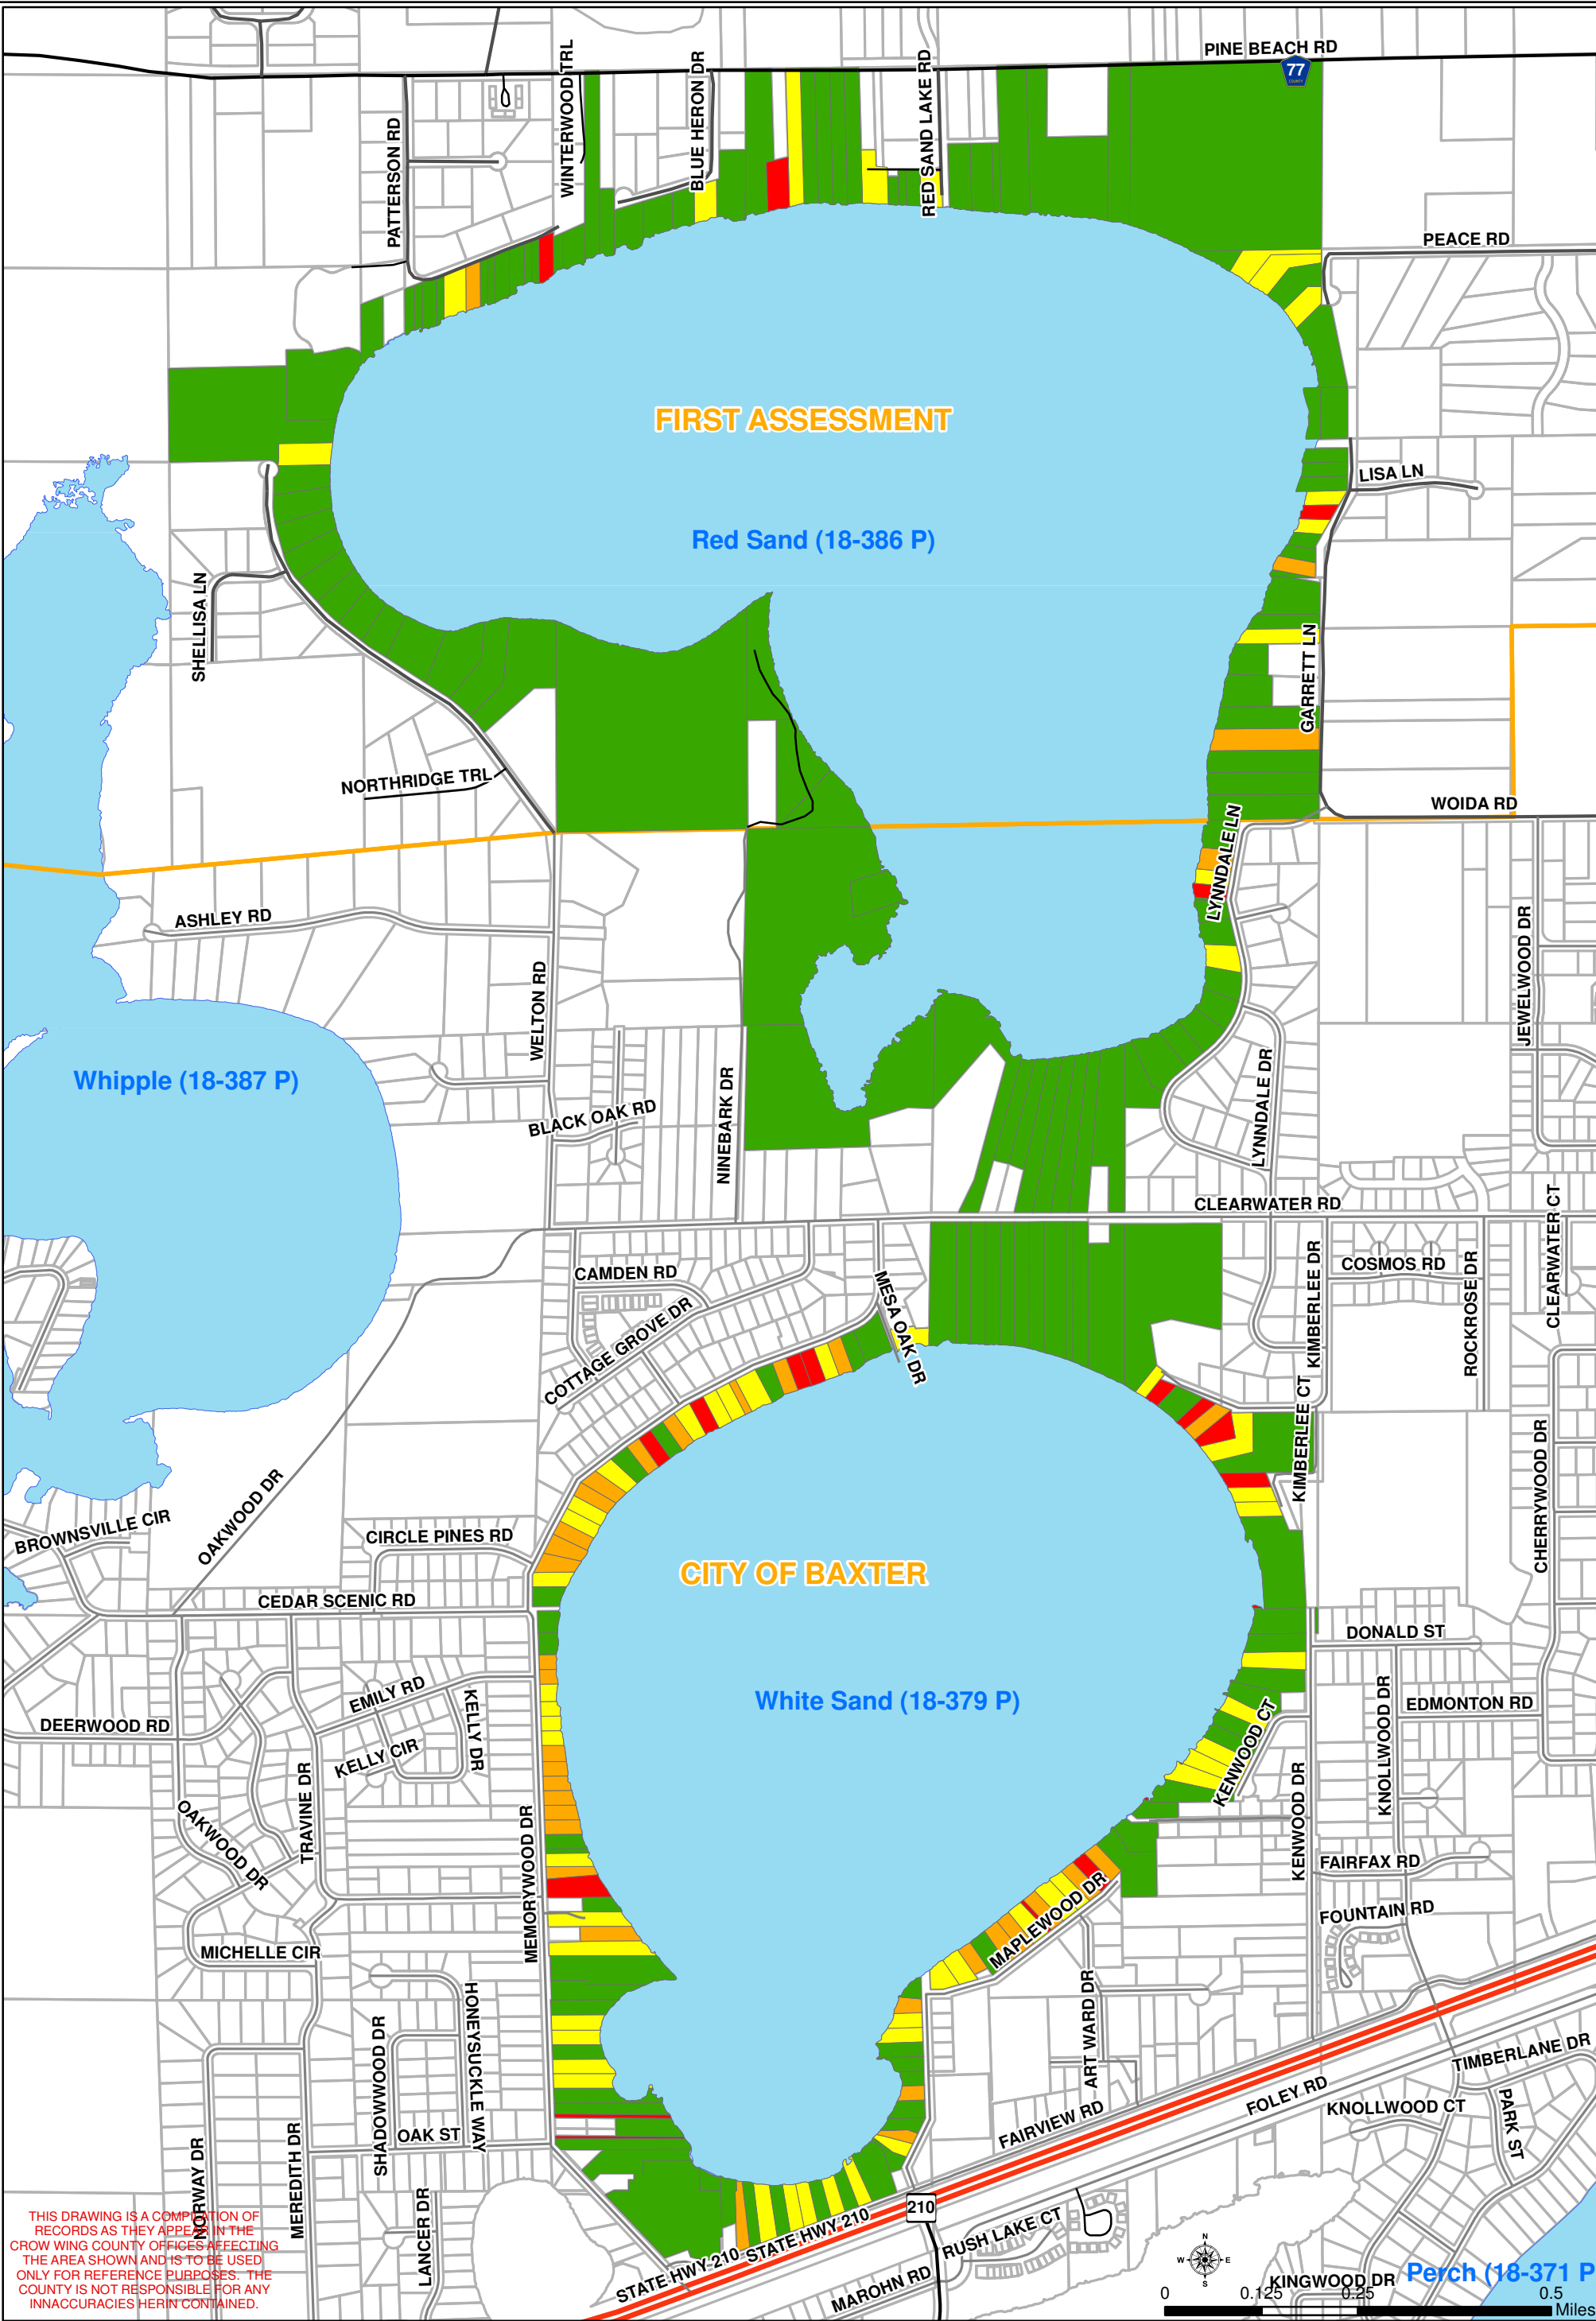 PINE BEACH RD
77
COUNTY
WINTERWOOD TRL
BLUE HERON DR
RED SAND LAKE RD
PATTERSON RD
PEACE RD
FIRST ASSESSMENT
LISA LN
Red Sand (18-386 P)
SHELLISA LN
GARRETT LN
NORTHRIDGE TRL
WOIDA RD
LYNNDALE LN
ASHLEY RD
JEWELWOOD DR
WELTON RD
Whipple (18-387 P)
LYNNDALE DR
NINEBARK DR
BLACK OAK RD
CLEARWATER RD
CLEARWATER CT
CAMDEN RD
MESA OAK DR
KIMBERLEE DR
COSMOS RD
ROCKROSE DR
COTTAGE GROVE DR
KIMBERLEE CT
CHERRYWOOD DR
OAKWOOD DR
BROWNSVILLE CIR
CIRCLE PINES RD
CITY OF BAXTER
CEDAR SCENIC RD
DONALD ST
EMILY RD
KELLY DR
White Sand (18-379 P)
KNOLLWOOD DR
EDMONTON RD
DEERWOOD RD
KELLY CIR
KENWOOD CT
TRAVINE DR
OAKWOOD DR
MEMORYWOOD DR
KENWOOD DR
FAIRFAX RD
MAPLEWOOD DR
FOUNTAIN RD
MICHELLE CIR
HONEYSUCKLE WAY
ART WARD DR
SHADOWWOOD DR
TIMBERLANE DR
FOLEY RD
KNOLLWOOD CT
PARK ST
FAIRVIEW RD
OAK ST
NORWAY DR
MEREDITH DR
LANCER DR
210
STATE HWY 210
STATE HWY 210
RUSH LAKE CT
MAROHN RD
KINGWOOD DR
Perch (18-371 P
THIS DRAWING IS A COMPILATION OF
RECORDS AS THEY APPEAR IN THE
CROW WING COUNTY OFFICES AFFECTING
THE AREA SHOWN AND IS TO BE USED
ONLY FOR REFERENCE PURPOSES. THE
COUNTY IS NOT RESPONSIBLE FOR ANY
INNACCURACIES HERIN CONTAINED.
N
W E
S
0 0.125 0.25 0.5
Miles